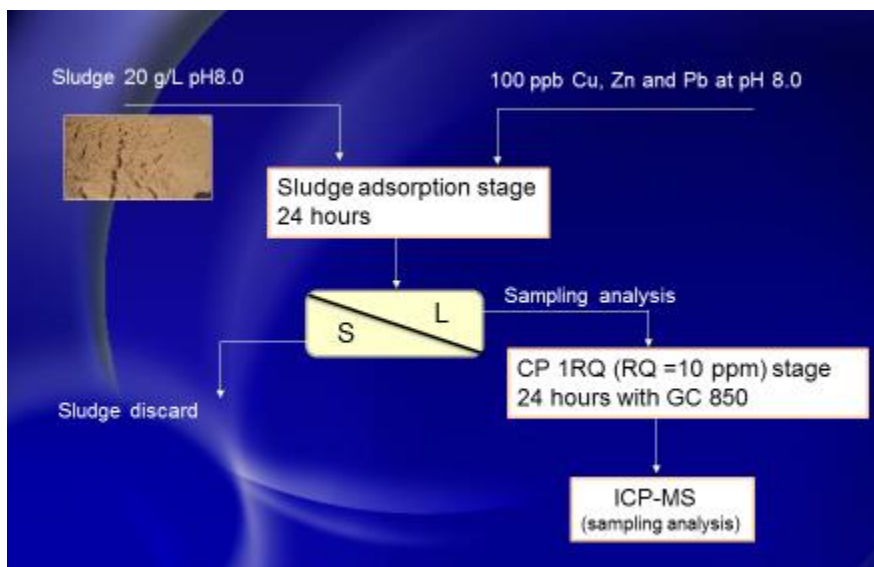 Sludge 20 g/L pH8.0
100 ppb Cu, Zn and Pb at pH 8.0
Sludge adsorption stage
24 hours
Sampling analysis
L
S
CP 1RQ (RQ =10 ppm) stage
24 hours with GC 850
Sludge discard
ICP-MS
(sampling analysis)